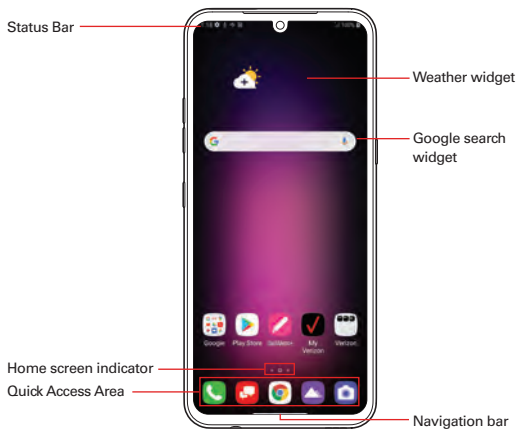 Status Bar
100%
Weather widget
Google search
widget
Google
Play Store
My
Verizon
Verizon
Home screen indicator
Quick Access Area
Navigation bar